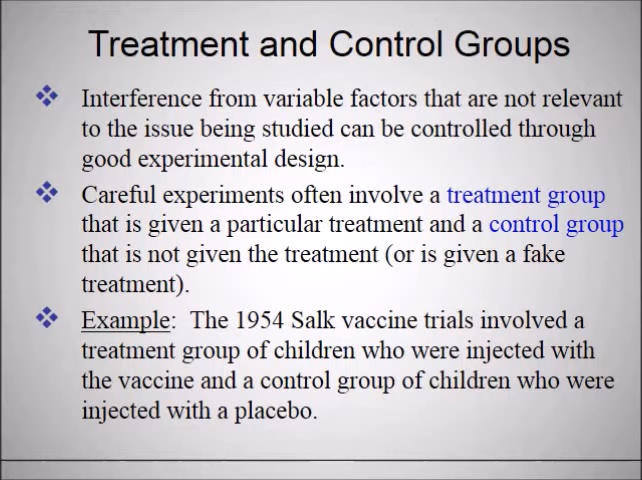 Treatment and Control Groups
Interference from variable factors that are not relevant
to the issue being studied can be controlled through
good experimental design.
Careful experiments often involve a treatment group
that is given a particular treatment and a control group
that is not given the treatment (or is given a fake
treatment).
Example: The 1954 Salk vaccine trials involved a
treatment group of children who were injected with
the vaccine and a control group of children who were
injected with a placebo.